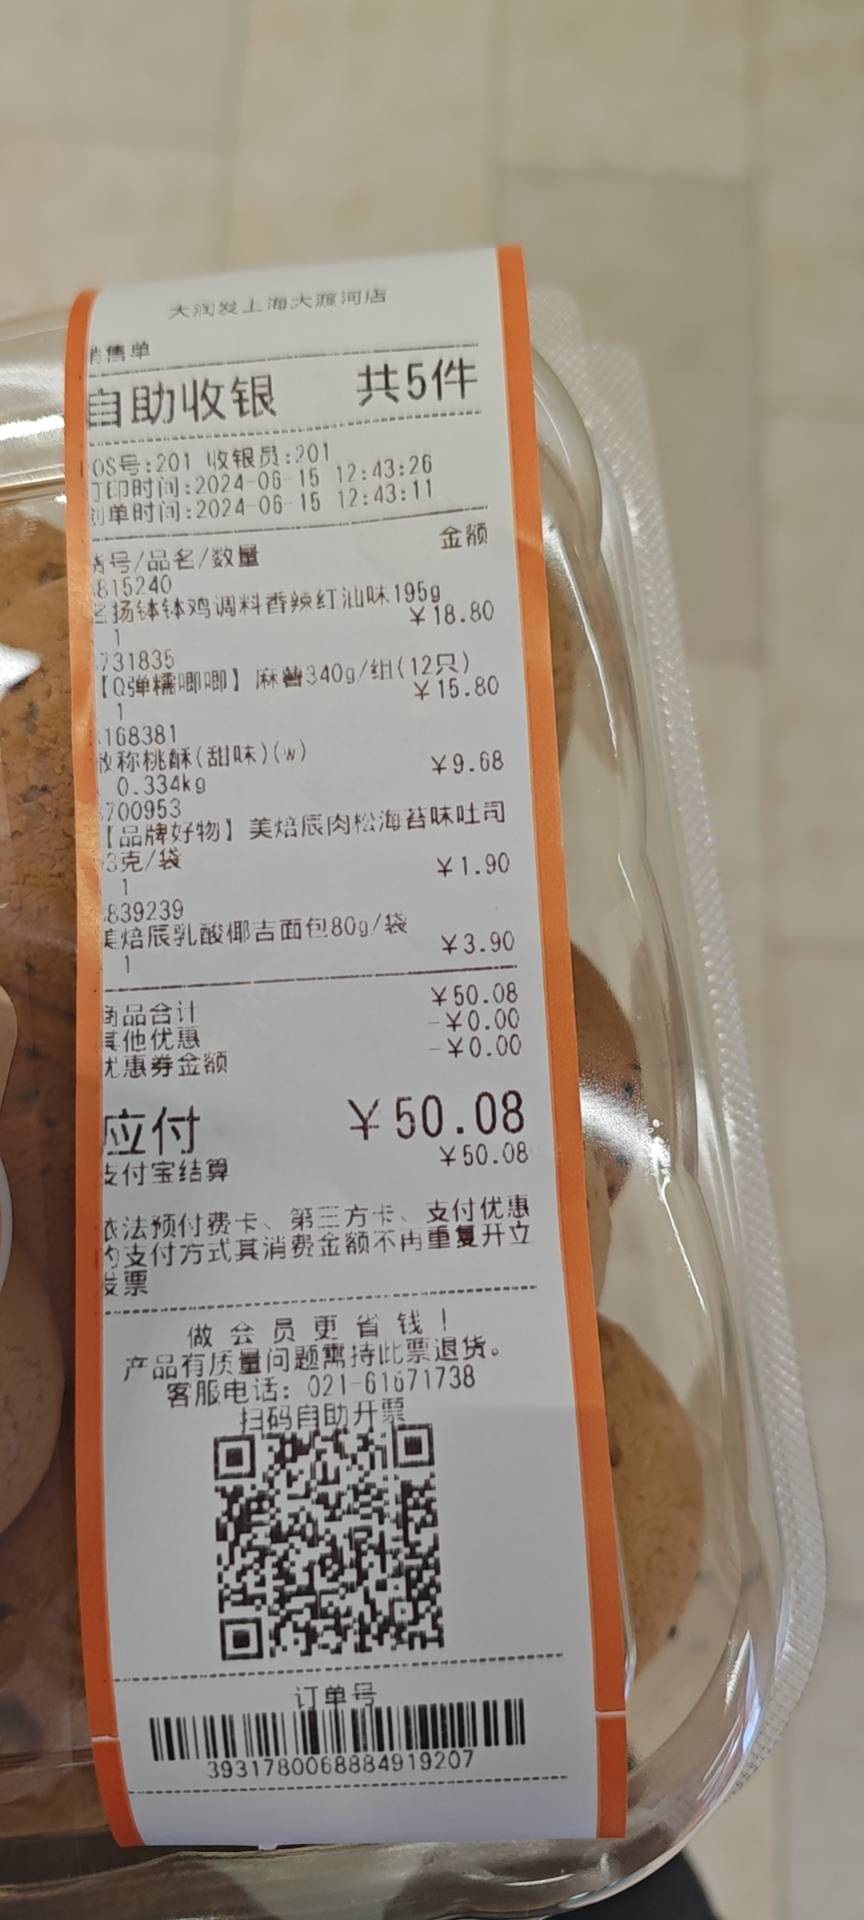 大润发上海大渡河店
销售单
自助收银 共5件
POS号:201 收银员:201
打印时间:2024-06-15 12:43:26
创单时间:2024-06-15 12:43:11
货号/品名/数量 金额
815240
名扬钵钵鸡调料香辣红油味195g
1 ￥18.80
731835
【Q弹糯唧唧】麻薯340g/组(12只)
1 ￥15.80
168381
散称桃酥(甜味)(w)
0.334kg ￥9.68
700953
【品牌好物】美焙辰肉松海苔味吐司
3克/袋
1 ￥1.90
839239
美焙辰乳酸椰吉面包80g/袋
1 ￥3.90
商品合计 ￥50.08
其他优惠 -￥0.00
优惠券金额 -￥0.00
应付 ￥50.08
支付宝结算 ￥50.08
依法预付费卡、第三方卡、支付优惠
的支付方式其消费金额不再重复开立
发票
做会员更省钱！
产品有质量问题需持此票退货。
客服电话: 021-61671738
扫码自助开票
订单号
3931780068884919207